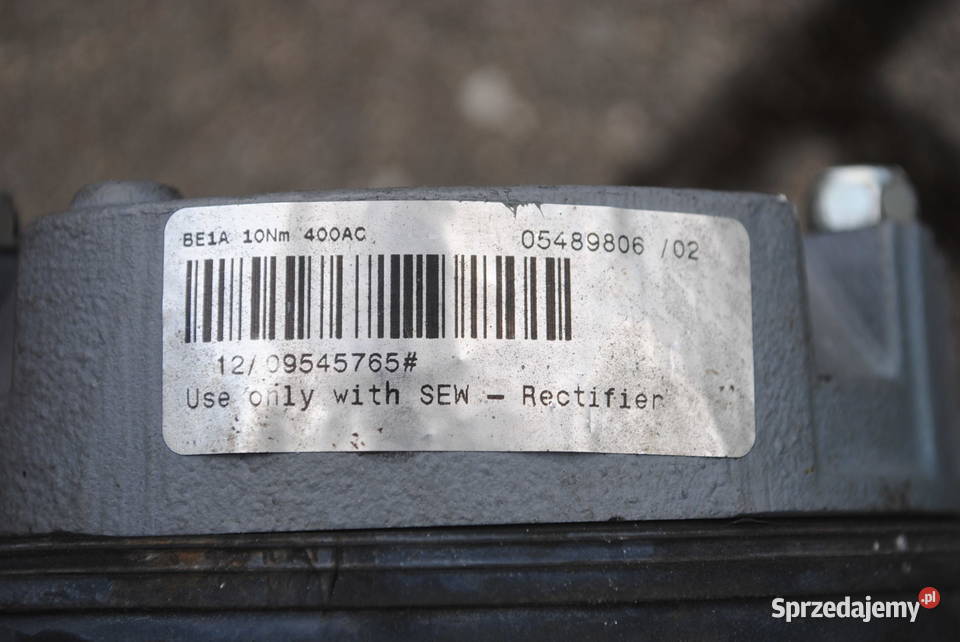 BE1A 10Nm 400AC 05489806 /02
12/09545765#
Use only with SEW - Rectifier
Sprzedajemy.pl